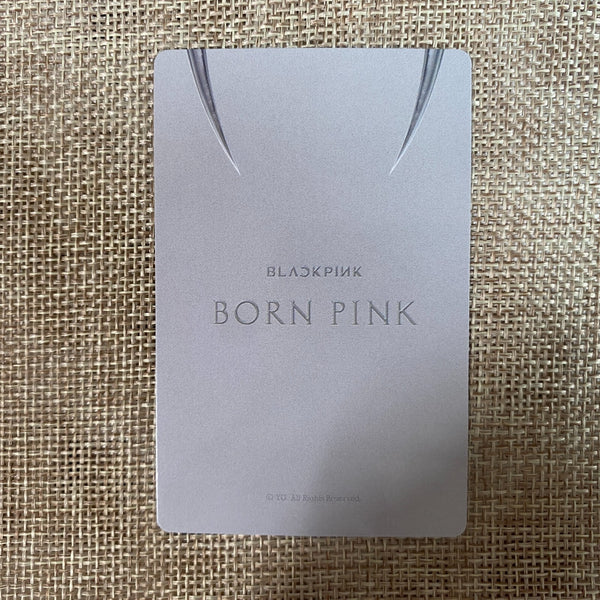 BLACKPINK
BORN PINK
© YG. All Rights Reserved.